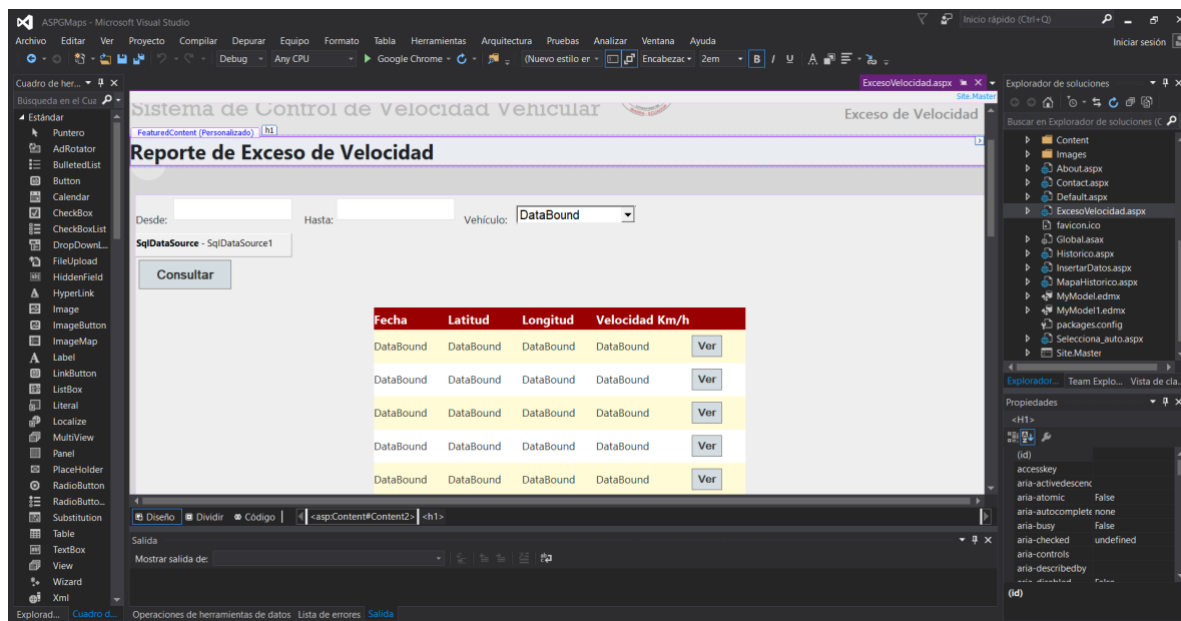 ASPGMaps - Microsoft Visual Studio
Inicio rápido (Ctrl+Q)
Archivo Editar Ver Proyecto Compilar Depurar Equipo Formato Tabla Herramientas Arquitectura Pruebas Analizar Ventana Ayuda
Iniciar sesión
Debug Any CPU Google Chrome (Nuevo estilo er Encabezac 2em B I U A
Cuadro de her...
Búsqueda en el Cua
Estándar
Puntero
AdRotator
BulletedList
Button
Calendar
CheckBox
CheckBoxList
DropDownL...
FileUpload
HiddenField
HyperLink
Image
ImageButton
ImageMap
Label
LinkButton
ListBox
Literal
Localize
MultiView
Panel
PlaceHolder
RadioButton
RadioButto...
Substitution
Table
TextBox
View
Wizard
Xml
Explorad... Cuadro d...
ExcesoVelocidad.aspx
Site.Master
Sistema de Control de Velocidad Vehicular
Exceso de Velocidad
FeaturedContent (Personalizado) h1
Reporte de Exceso de Velocidad
Desde: Hasta: Vehículo: DataBound
SqlDataSource - SqlDataSource1
Consultar
Fecha Latitud Longitud Velocidad Km/h
DataBound DataBound DataBound DataBound Ver
DataBound DataBound DataBound DataBound Ver
DataBound DataBound DataBound DataBound Ver
DataBound DataBound DataBound DataBound Ver
DataBound DataBound DataBound DataBound Ver
Diseño Dividir Código <asp:Content#Content2> <h1>
Salida
Mostrar salida de:
Operaciones de herramientas de datos Lista de errores Salida
Explorador de soluciones
Buscar en Explorador de soluciones (C
Content
Images
About.aspx
Contact.aspx
Default.aspx
ExcesoVelocidad.aspx
favicon.ico
Global.asax
Historico.aspx
InsertarDatos.aspx
MapaHistorico.aspx
MyModel.edmx
MyModel1.edmx
packages.config
Selecciona_auto.aspx
Site.Master
Explorador... Team Explo... Vista de cla...
Propiedades
<H1>
(id)
accesskey
aria-activedescenc
aria-atomic False
aria-autocomplete none
aria-busy False
aria-checked undefined
aria-controls
aria-describedby
(id)